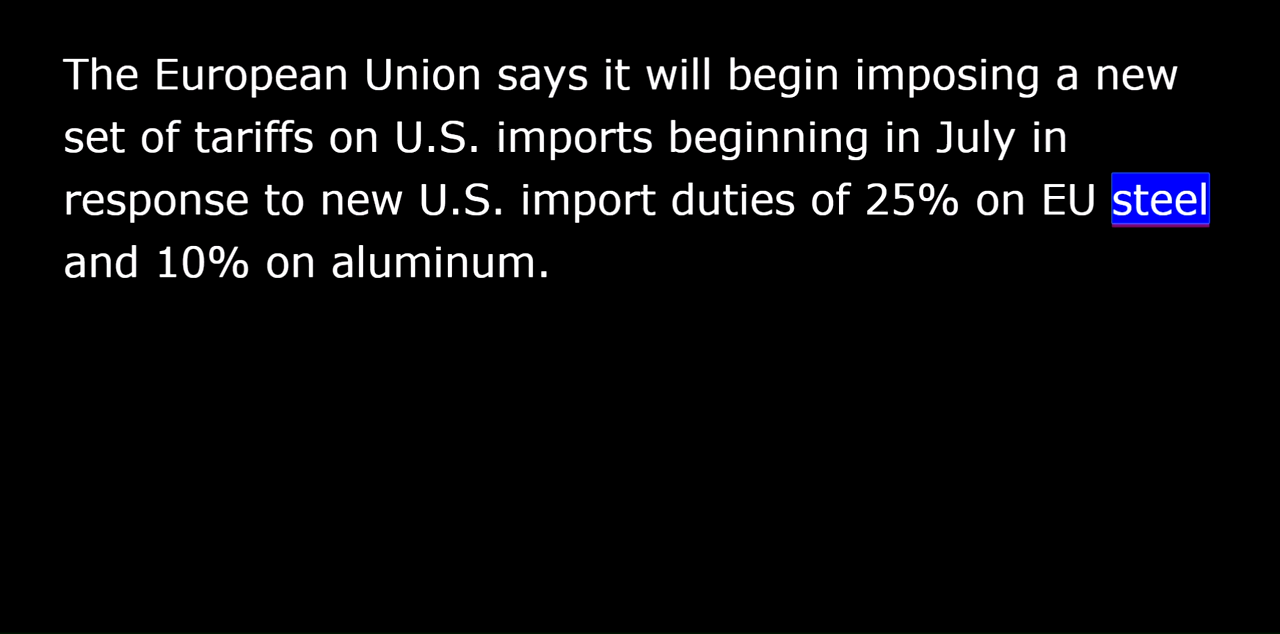 The European Union says it will begin imposing a new
set of tariffs on U.S. imports beginning in July in
response to new U.S. import duties of 25% on EU steel
and 10% on aluminum.